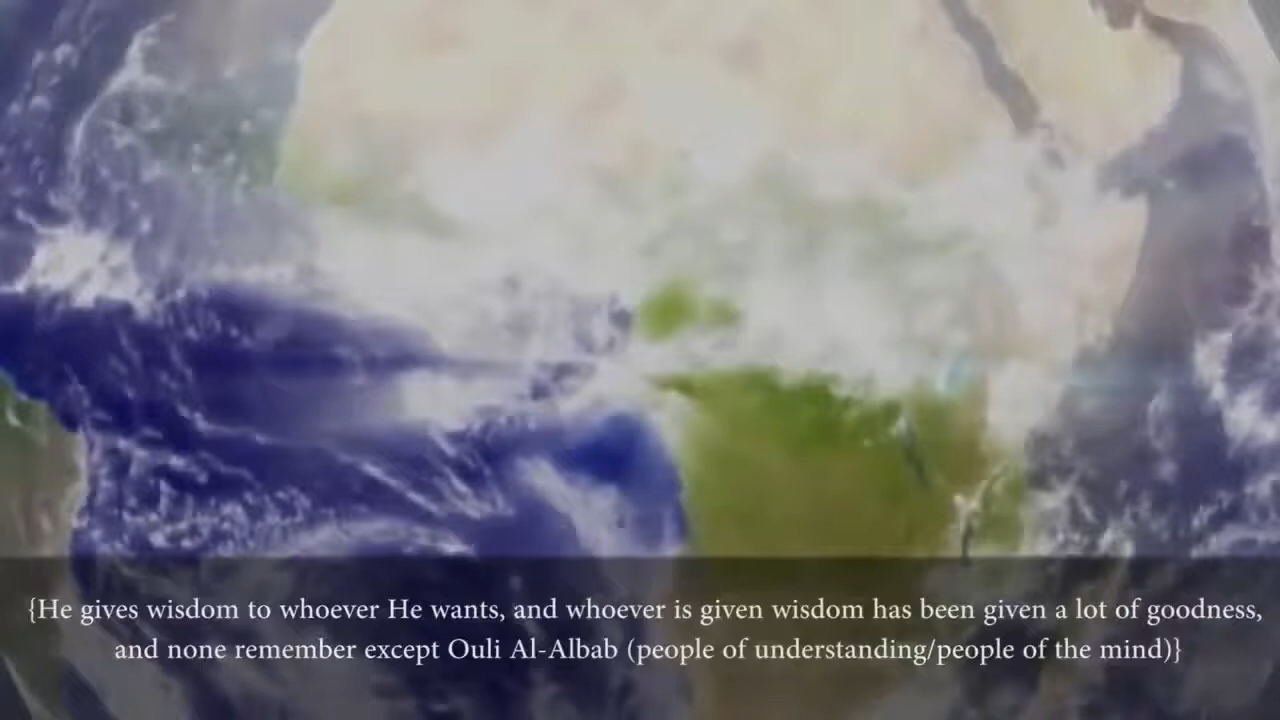 {He gives wisdom to whoever He wants, and whoever is given wisdom has been given a lot of goodness,
and none remember except Ouli Al-Albab (people of understanding/people of the mind)}